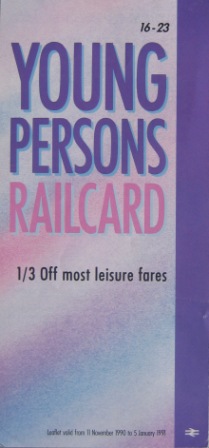 16-23
YOUNG
PERSONS
RAILCARD
1/3 Off most leisure fares
Leaflet valid from 11 November 1990 to 5 January 1991